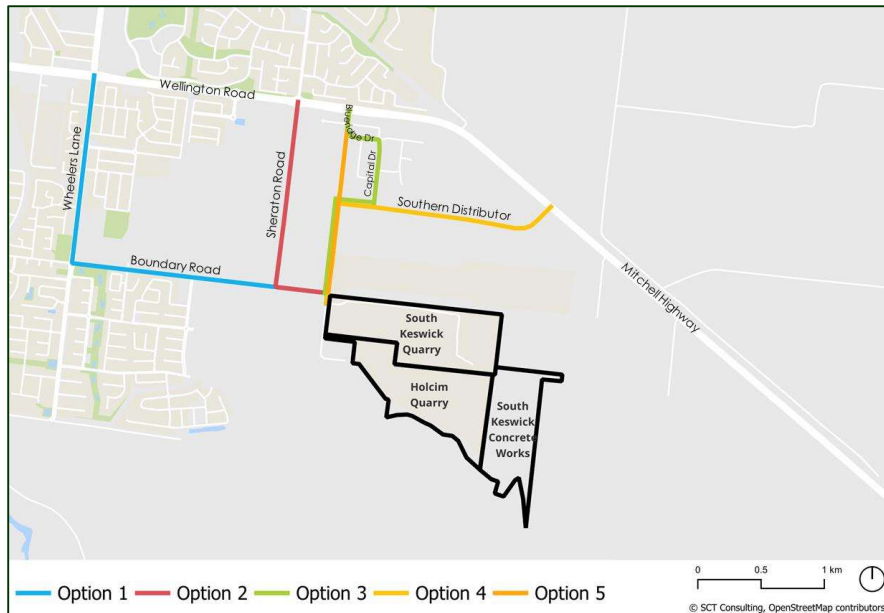 Wellington Road
Blueridge Dr
Capital Dr
Wheelers Lane
Sheraton Road
Southern Distributor
Boundary Road
Mitchell Highway
South
Keswick
Quarry
Holcim
Quarry
South
Keswick
Concrete
Works
Option 1
Option 2
Option 3
Option 4
Option 5
0 0.5 1 km
© SCT Consulting, OpenStreetMap contributors